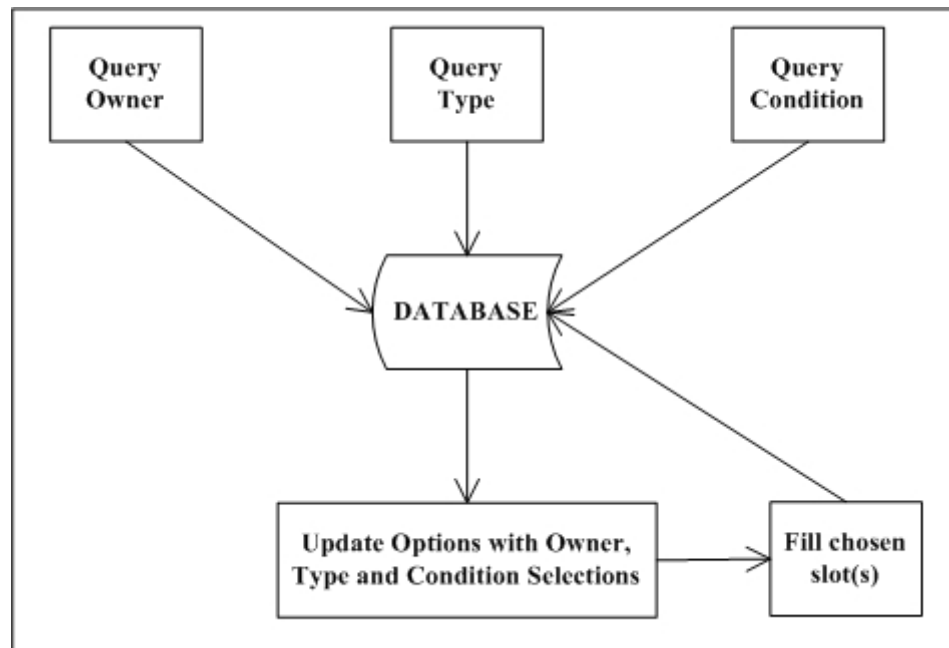 Query
Owner
Query
Type
Query
Condition
DATABASE
Update Options with Owner,
Type and Condition Selections
Fill chosen
slot(s)